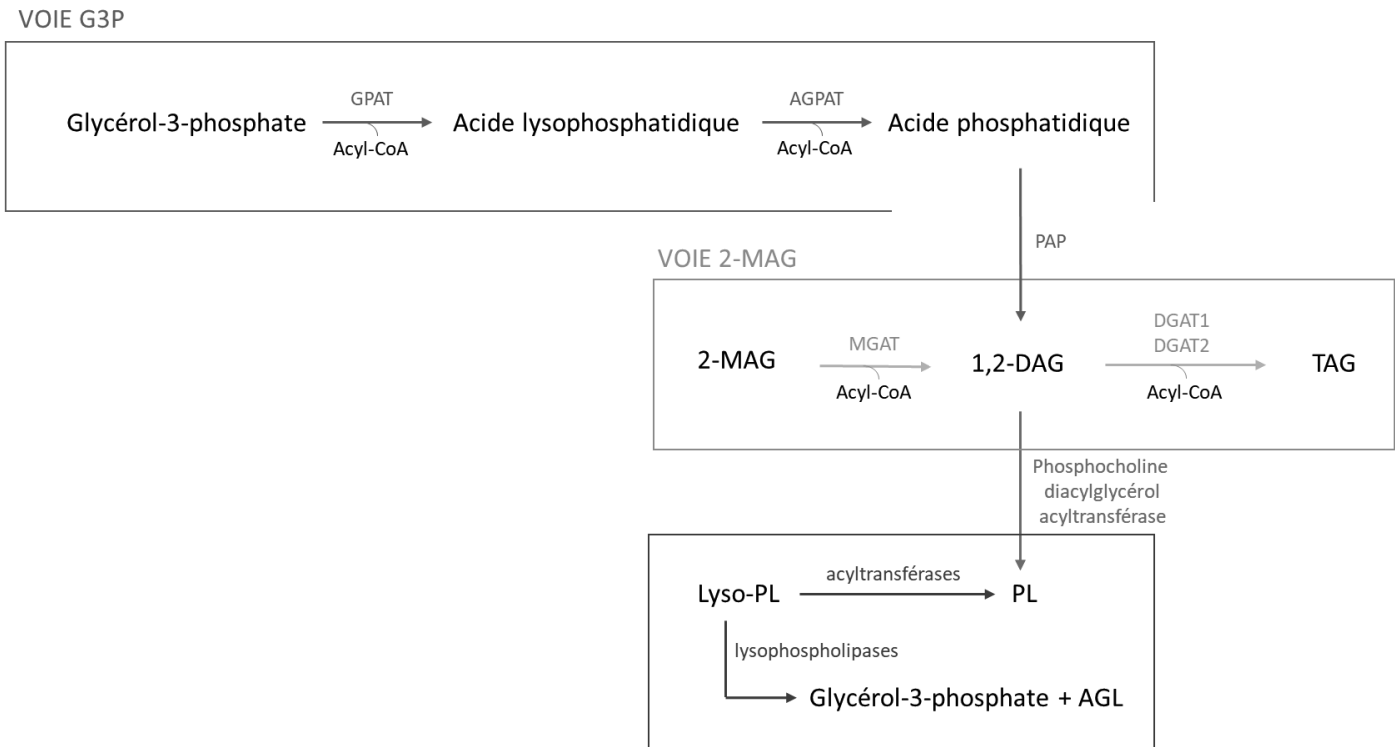 VOIE G3P
GPAT
AGPAT
Glycérol-3-phosphate
Acide lysophosphatidique
Acide phosphatidique
Acyl-CoA
Acyl-CoA
PAP
VOIE 2-MAG
DGAT1
MGAT
DGAT2
2-MAG
1,2-DAG
TAG
Acyl-CoA
Acyl-CoA
Phosphocholine
diacylglycérol
acyltransférase
acyltransférases
Lyso-PL
PL
lysophospholipases
Glycérol-3-phosphate + AGL